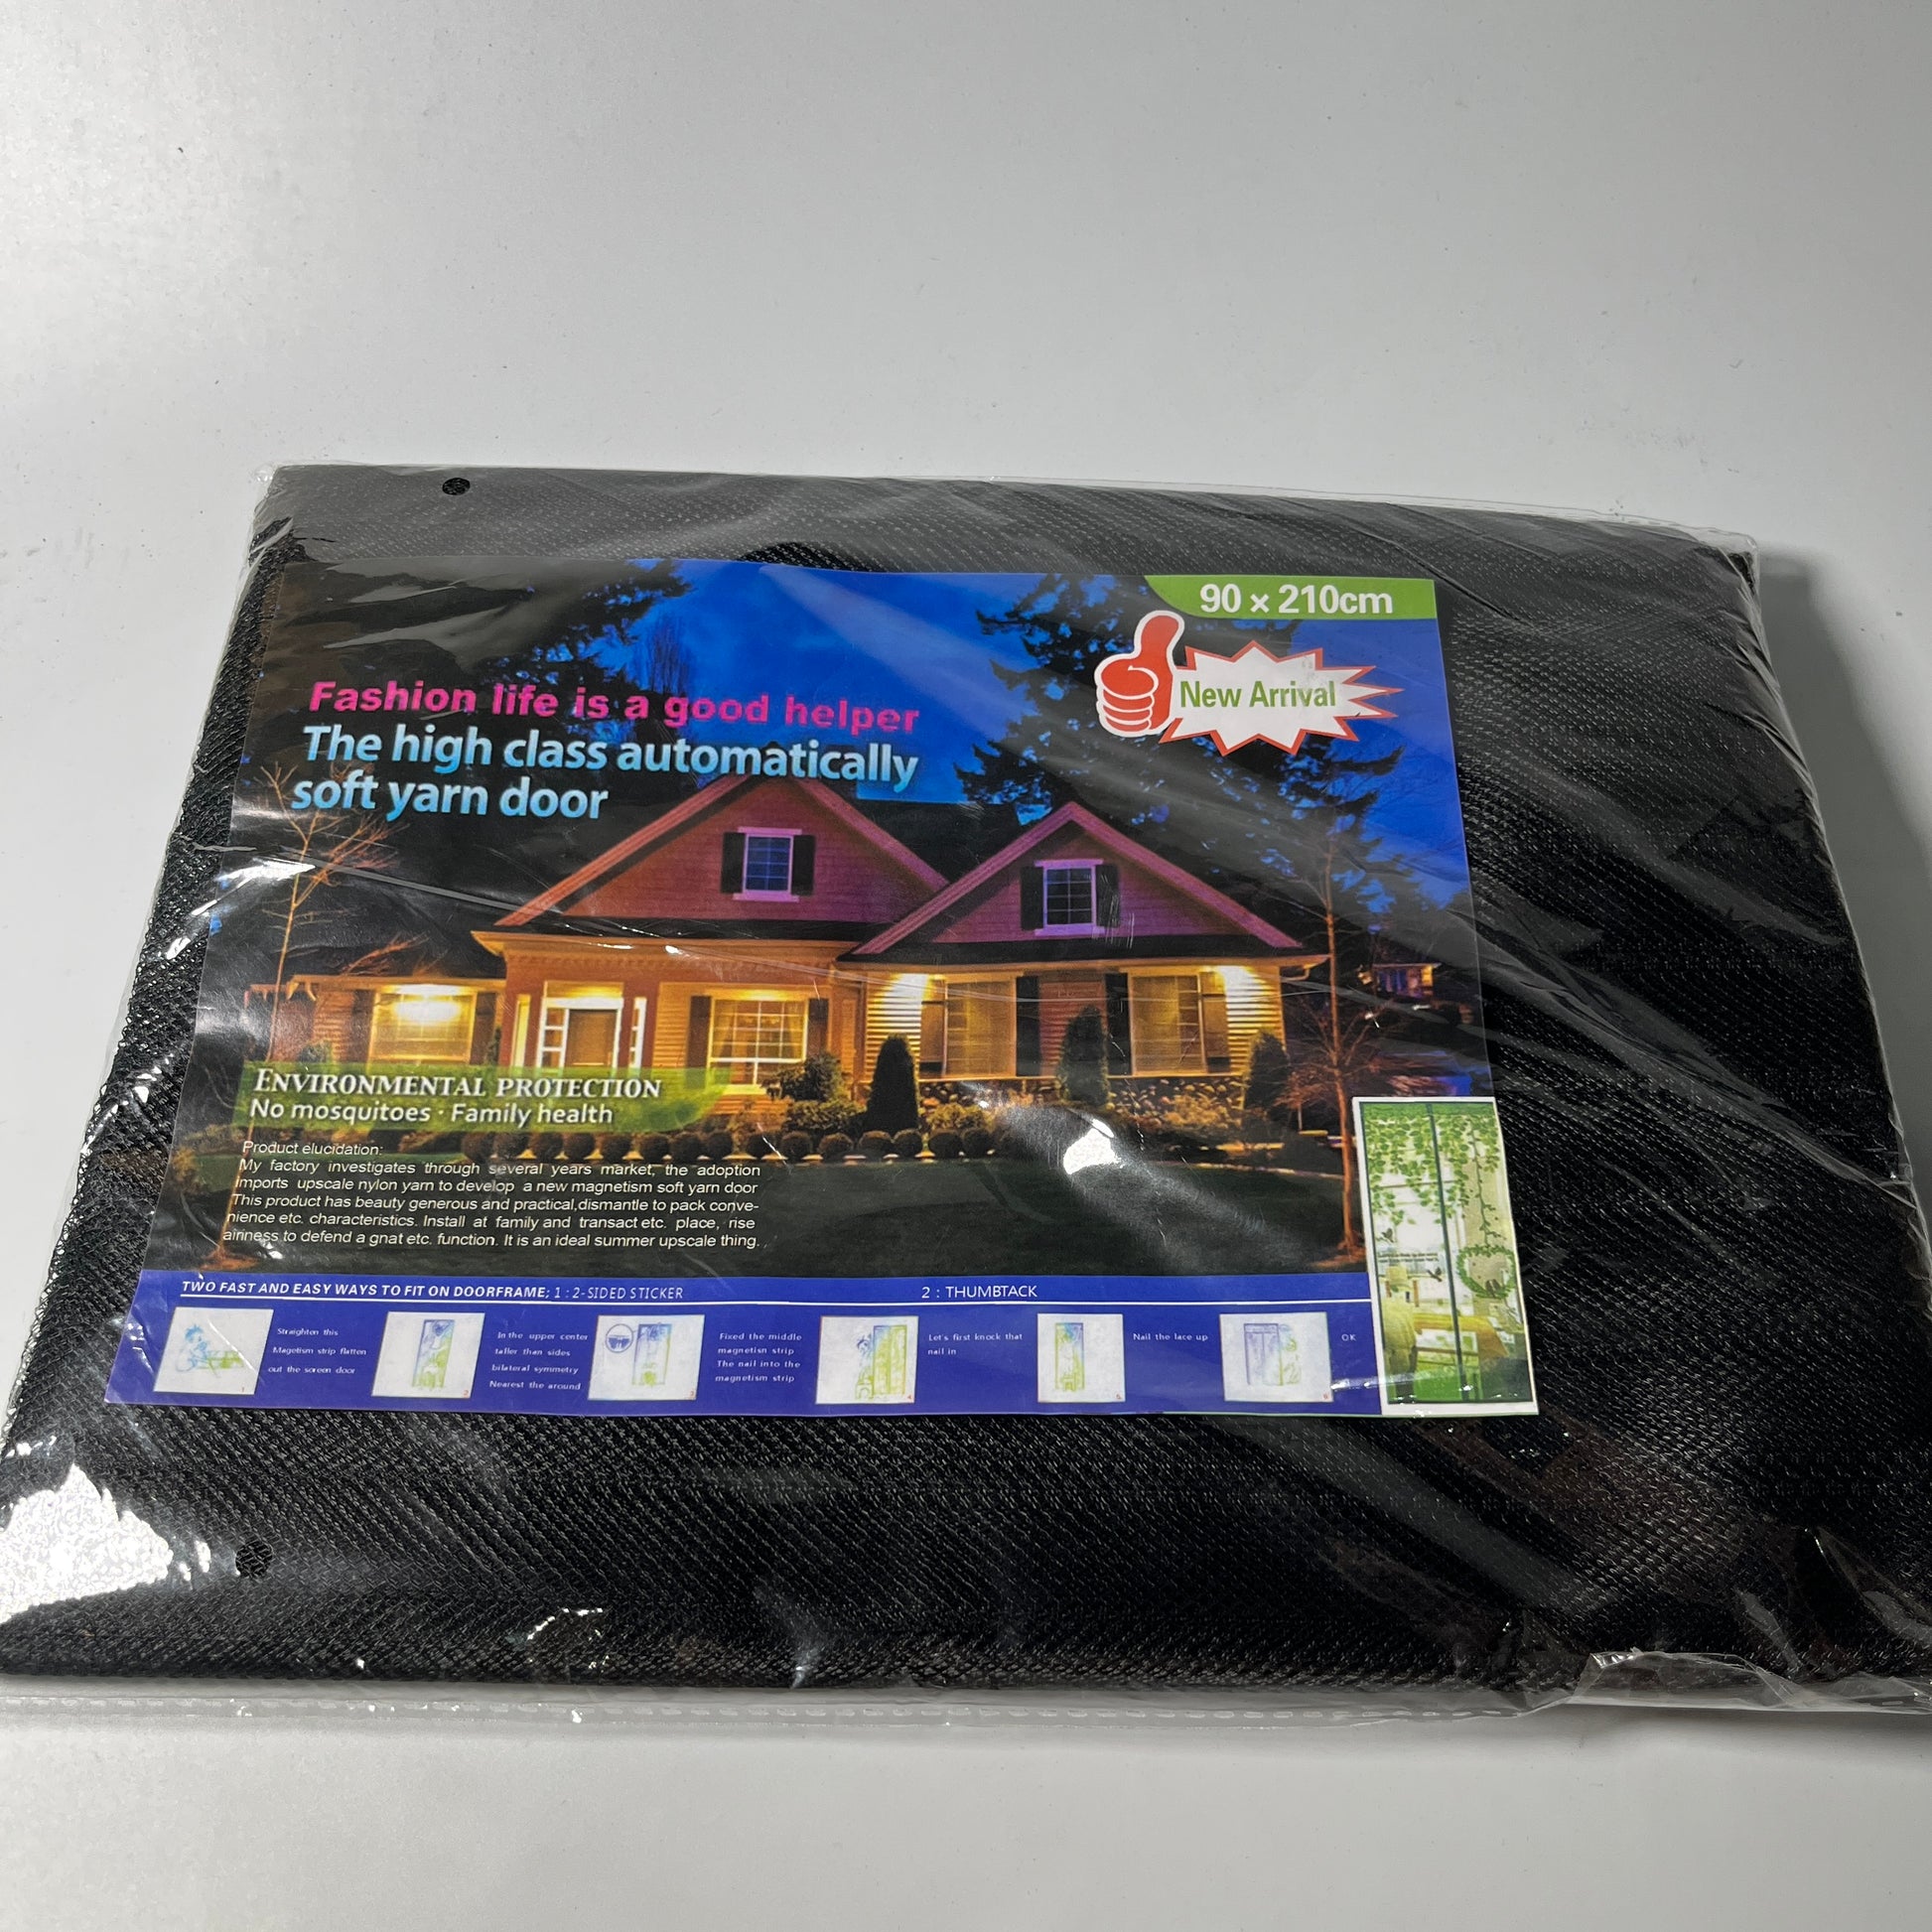 90 × 210cm
New Arrival
Fashion life is a good helper
The high class automatically
soft yarn door
ENVIRONMENTAL PROTECTION
No mosquitoes · Family health
Product elucidation:
My factory investigates through several years market, the adoption
imports upscale nylon yarn to develop a new magnetism soft yarn door
This product has beauty generous and practical,dismantle to pack conve-
nience etc. characteristics. Install at family and transact etc. place, rise
airiness to defend a gnat etc. function. It is an ideal summer upscale thing.
TWO FAST AND EASY WAYS TO FIT ON DOORFRAME; 1 : 2-SIDED STICKER 2 : THUMBTACK
Straighten this
Magetism strip flatten
out the soreen door
1
In the upper center
taller than sides
bilateral symmetry
Nearest the around
2
Fixed the middle
magnetisn strip
The nail into the
magnetism strip
3
Let's first knock that
nail in
4
Nail the lace up
5
OK
6